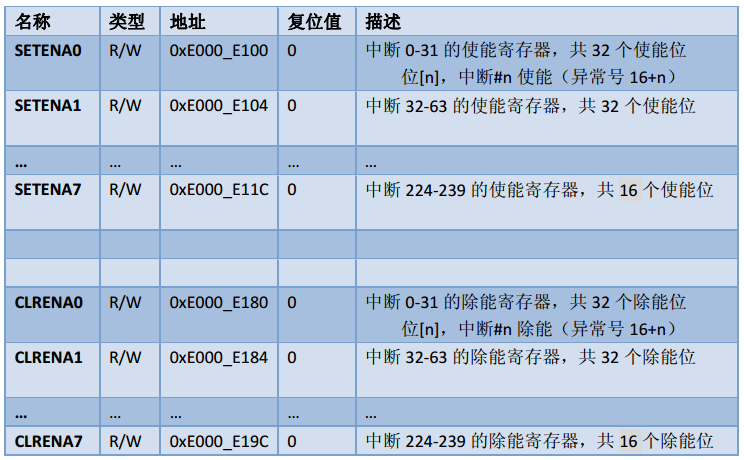 名称 类型 地址 复位值 描述
SETENA0 R/W 0xE000_E100 0 中断 0-31 的使能寄存器，共 32 个使能位
位[n]，中断#n 使能（异常号 16+n）
SETENA1 R/W 0xE000_E104 0 中断 32-63 的使能寄存器，共 32 个使能位
... ... ... ... ...
SETENA7 R/W 0xE000_E11C 0 中断 224-239 的使能寄存器，共 16 个使能位
CLRENA0 R/W 0xE000_E180 0 中断 0-31 的除能寄存器，共 32 个除能位
位[n]，中断#n 除能（异常号 16+n）
CLRENA1 R/W 0xE000_E184 0 中断 32-63 的除能寄存器，共 32 个除能位
... ... ... ... ...
CLRENA7 R/W 0xE000_E19C 0 中断 224-239 的除能寄存器，共 16 个除能位